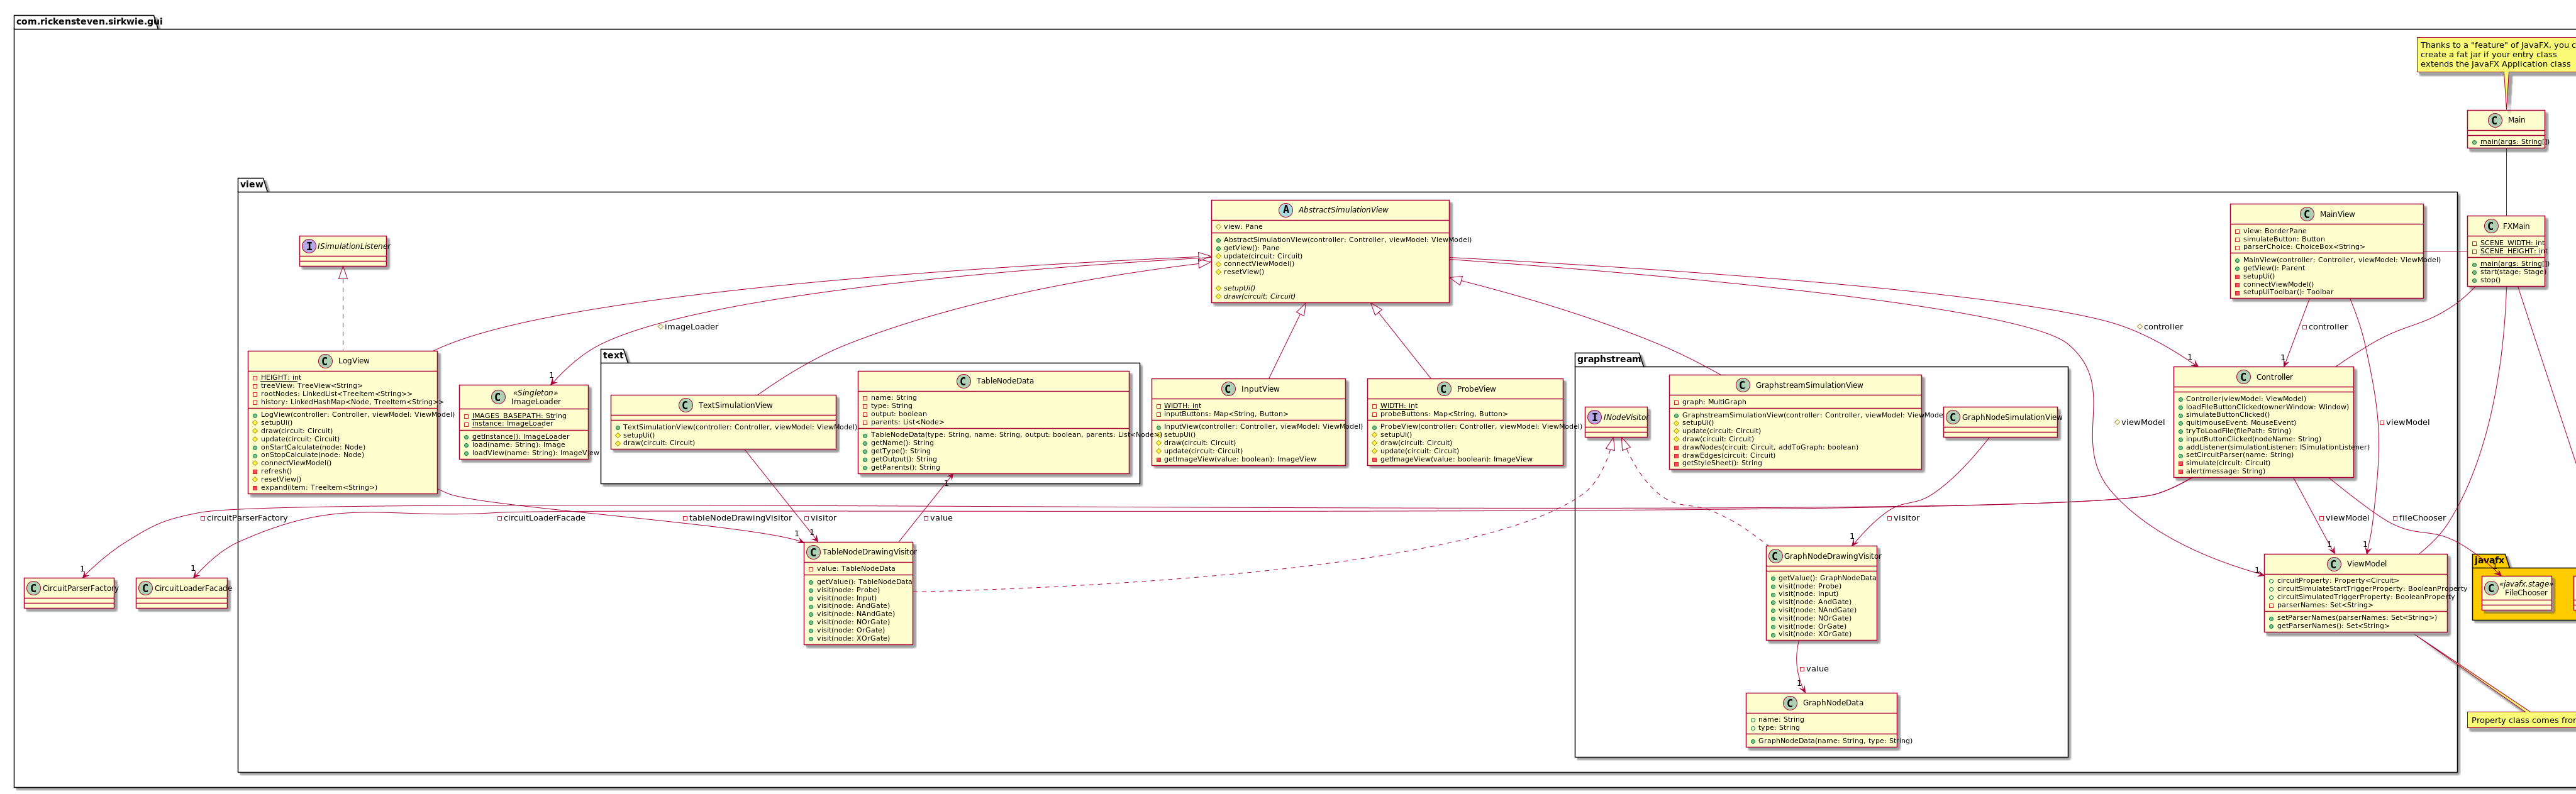 com.rickensteven.sirkwie.gui
Thanks to a "feature" of JavaFX, you c
create a fat jar if your entry class
extends the JavaFX Application class
Main
main(args: String[])
view
AbstractSimulationView
view: Pane
AbstractSimulationView(controller: Controller, viewModel: ViewModel)
getView(): Pane
update(circuit: Circuit)
connectViewModel()
resetView()
setupUi()
draw(circuit: Circuit)
MainView
view: BorderPane
simulateButton: Button
parserChoice: ChoiceBox<String>
MainView(controller: Controller, viewModel: ViewModel)
getView(): Parent
setupUi()
connectViewModel()
setupUiToolbar(): Toolbar
FXMain
SCENE_WIDTH: int
SCENE_HEIGHT: int
main(args: String[])
start(stage: Stage)
stop()
ISimulationListener
imageLoader
controller
controller
LogView
HEIGHT: int
treeView: TreeView<String>
rootNodes: LinkedList<TreeItem<String>>
history: LinkedHashMap<Node, TreeItem<String>>
LogView(controller: Controller, viewModel: ViewModel)
setupUi()
draw(circuit: Circuit)
update(circuit: Circuit)
onStartCalculate(node: Node)
onStopCalculate(node: Node)
connectViewModel()
refresh()
resetView()
expand(item: TreeItem<String>)
1
«Singleton»
ImageLoader
IMAGES_BASEPATH: String
instance: ImageLoader
getInstance(): ImageLoader
load(name: String): Image
loadView(name: String): ImageView
text
TextSimulationView
TextSimulationView(controller: Controller, viewModel: ViewModel)
setupUi()
draw(circuit: Circuit)
TableNodeData
name: String
type: String
output: boolean
parents: List<Node>
TableNodeData(type: String, name: String, output: boolean, parents: List<Node>)
getName(): String
getType(): String
getOutput(): String
getParents(): String
1
InputView
WIDTH: int
inputButtons: Map<String, Button>
InputView(controller: Controller, viewModel: ViewModel)
setupUi()
draw(circuit: Circuit)
update(circuit: Circuit)
getImageView(value: boolean): ImageView
ProbeView
WIDTH: int
probeButtons: Map<String, Button>
ProbeView(controller: Controller, viewModel: ViewModel)
setupUi()
draw(circuit: Circuit)
update(circuit: Circuit)
getImageView(value: boolean): ImageView
graphstream
INodeVisitor
GraphstreamSimulationView
graph: MultiGraph
GraphstreamSimulationView(controller: Controller, viewModel: ViewMode
setupUi()
update(circuit: Circuit)
draw(circuit: Circuit)
drawNodes(circuit: Circuit, addToGraph: boolean)
drawEdges(circuit: Circuit)
getStyleSheet(): String
GraphNodeSimulationView
viewModel
1
1
Controller
Controller(viewModel: ViewModel)
loadFileButtonClicked(ownerWindow: Window)
simulateButtonClicked()
quit(mouseEvent: MouseEvent)
tryToLoadFile(filePath: String)
inputButtonClicked(nodeName: String)
addListener(simulationListener: ISimulationListener)
setCircuitParser(name: String)
simulate(circuit: Circuit)
alert(message: String)
viewModel
circuitParserFactory
circuitLoaderFacade
tableNodeDrawingVisitor
visitor
value
visitor
viewModel
fileChooser
1
CircuitParserFactory
1
CircuitLoaderFacade
1
1
TableNodeDrawingVisitor
value: TableNodeData
getValue(): TableNodeData
visit(node: Probe)
visit(node: Input)
visit(node: AndGate)
visit(node: NAndGate)
visit(node: NOrGate)
visit(node: OrGate)
visit(node: XOrGate)
1
GraphNodeDrawingVisitor
getValue(): GraphNodeData
visit(node: Probe)
visit(node: Input)
visit(node: AndGate)
visit(node: NAndGate)
visit(node: NOrGate)
visit(node: OrGate)
visit(node: XOrGate)
value
1
GraphNodeData
name: String
type: String
GraphNodeData(name: String, type: String)
1
1
1
ViewModel
circuitProperty: Property<Circuit>
circuitSimulateStartTriggerProperty: BooleanProperty
circuitSimulatedTriggerProperty: BooleanProperty
parserNames: Set<String>
setParserNames(parserNames: Set<String>)
getParserNames(): Set<String>
javafx
1
«javafx.stage»
FileChooser
Property class comes from